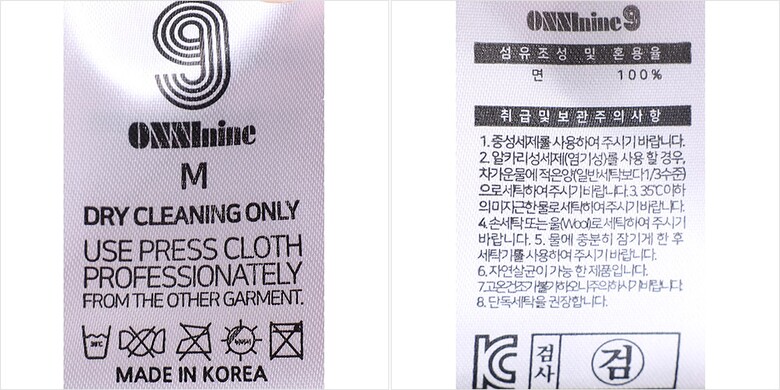 9
ONNInine
M
DRY CLEANING ONLY
USE PRESS CLOTH
PROFESSIONATELY
FROM THE OTHER GARMENT.
30℃
MADE IN KOREA
ONNInine 9
섬유조성 및 혼용율
면 100%
취급및보관주의사항
1. 중성세제를 사용하여 주시기 바랍니다.
2. 알카리성세제(염기성)를 사용 할 경우,
차가운물에 적은양(일반세탁보다1/3수준)
으로세탁하여주시기바랍니다.3. 35℃이하
의미지근한물로세탁하여주시기바랍니다.
4.손세탁 또는 울(Wool)로세탁하여 주시기
바랍니다. 5. 물에 충분히 잠기게 한 후
세탁기를 사용하여 주시기 바랍니다.
6. 자연살균이 가능 한 제품입니다.
7.고온건조가불가하오니주의하시기바랍니다.
8. 단독세탁을 권장합니다.
KC
검사
검